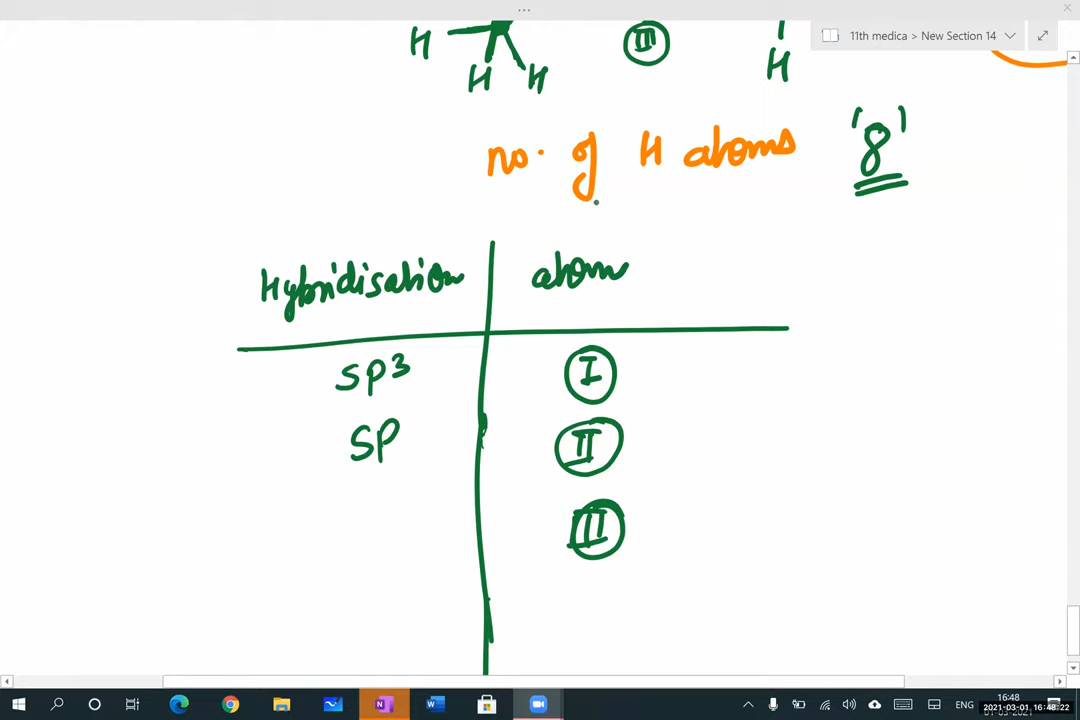 11th medica > New Section 14
H
H
H
III
H
no. of H atoms '8'
Hybridisation atom
SP3 I
SP II
III
ENG
16:48
2021-03-01 16:48:22